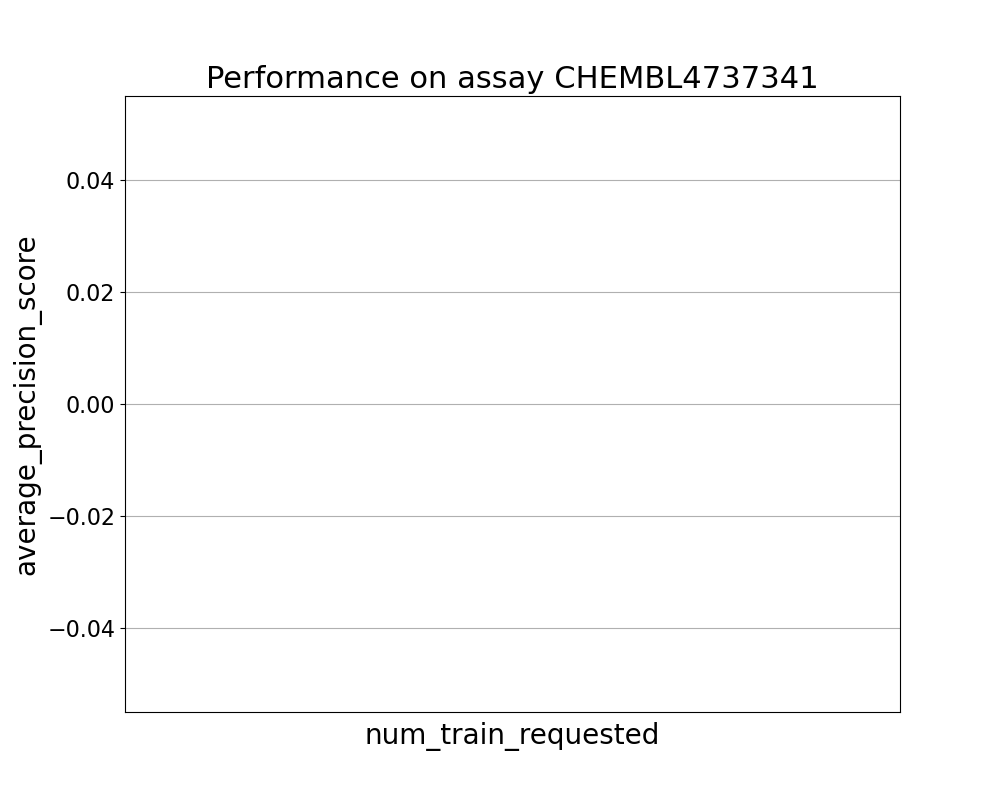 Performance on assay CHEMBL4737341
0.04
0.02
0.00
−0.02
−0.04
average_precision_score
num_train_requested